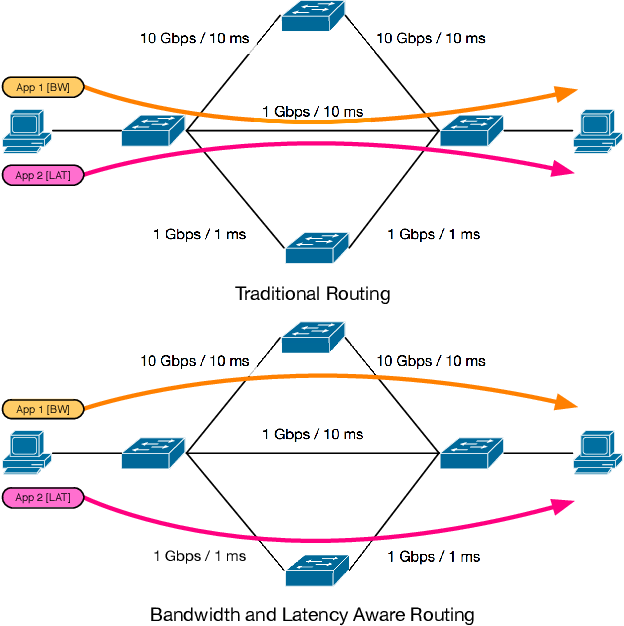 10 Gbps / 10 ms
10 Gbps / 10 ms
App 1 [BW]
1 Gbps / 10 ms
App 2 [LAT]
1 Gbps / 1 ms
1 Gbps / 1 ms
Traditional Routing
10 Gbps / 10 ms
10 Gbps / 10 ms
App 1 [BW]
1 Gbps / 10 ms
App 2 [LAT]
1 Gbps / 1 ms
1 Gbps / 1 ms
Bandwidth and Latency Aware Routing